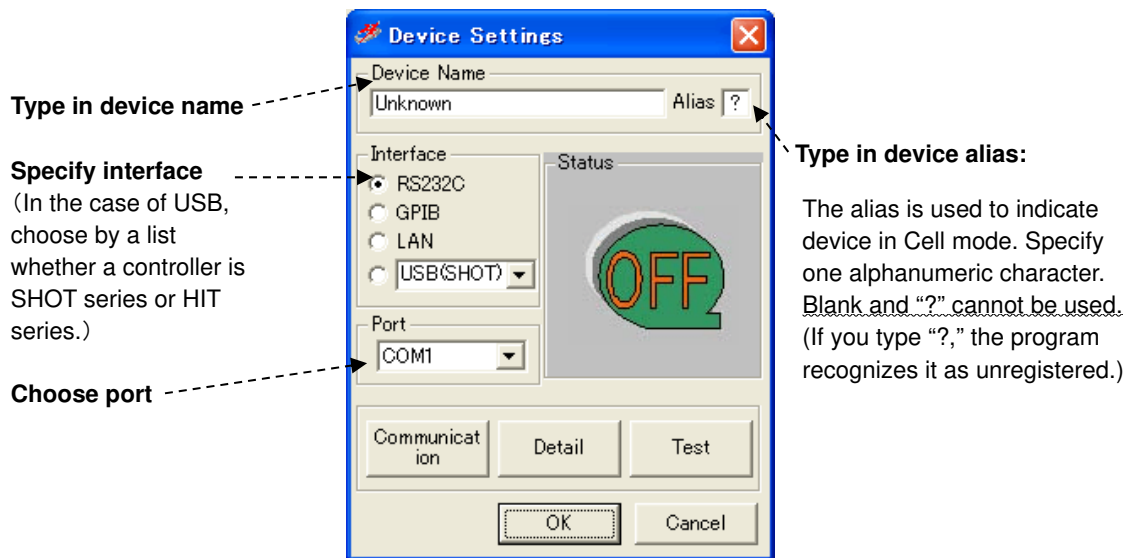 Device Settings
Device Name
Type in device name
Unknown
Alias ?
Specify interface
（In the case of USB,
choose by a list
whether a controller is
SHOT series or HIT
series.）
Interface
RS232C
GPIB
LAN
USB(SHOT)
Status
OFF
Type in device alias:
The alias is used to indicate
device in Cell mode. Specify
one alphanumeric character.
Blank and “?” cannot be used.
(If you type “?,” the program
recognizes it as unregistered.)
Port
COM1
Choose port
Communicat
ion
Detail
Test
OK
Cancel